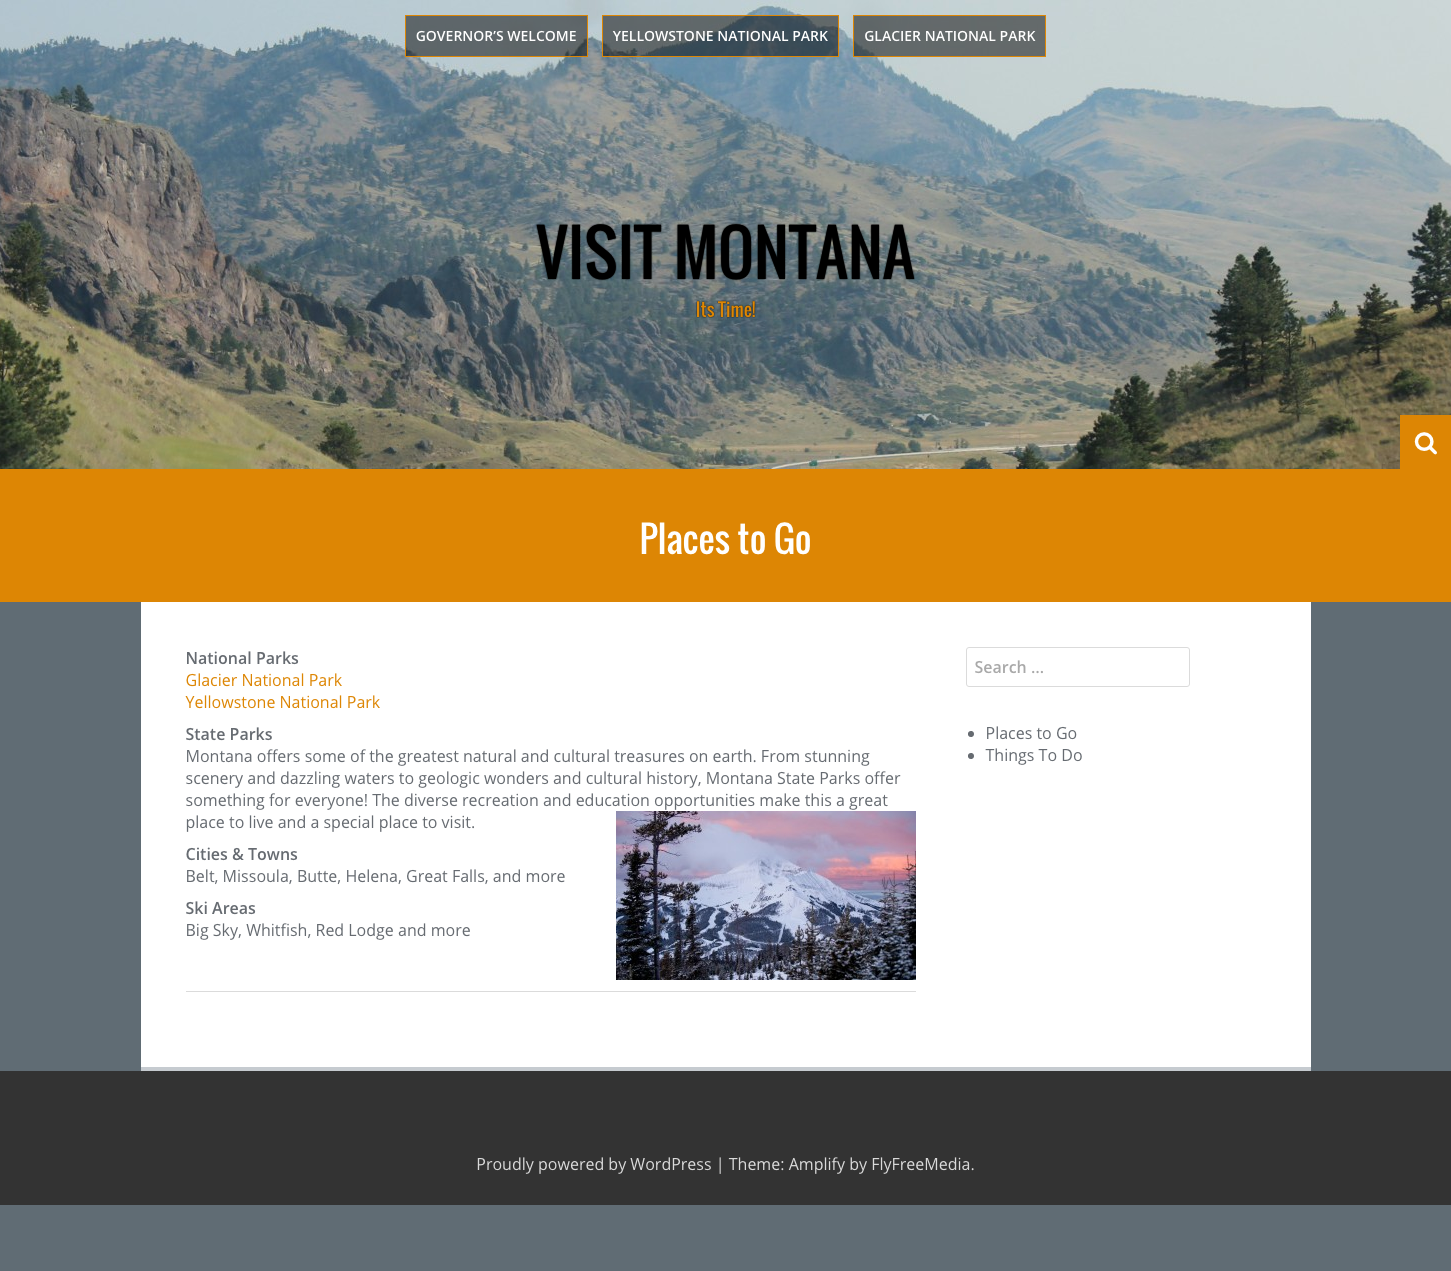 GOVERNOR’S WELCOME
YELLOWSTONE NATIONAL PARK
GLACIER NATIONAL PARK
VISIT MONTANA
Its Time!
Places to Go
National Parks
Glacier National Park
Yellowstone National Park
State Parks
Montana offers some of the greatest natural and cultural treasures on earth. From stunning
scenery and dazzling waters to geologic wonders and cultural history, Montana State Parks offer
something for everyone! The diverse recreation and education opportunities make this a great
place to live and a special place to visit.
Cities & Towns
Belt, Missoula, Butte, Helena, Great Falls, and more
Ski Areas
Big Sky, Whitfish, Red Lodge and more
Search …
Places to Go
Things To Do
Proudly powered by WordPress | Theme: Amplify by FlyFreeMedia.